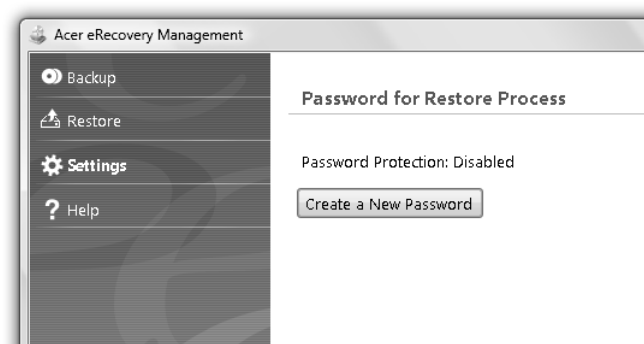 Acer eRecovery Management
Backup
Restore
Settings
? Help
Password for Restore Process
Password Protection: Disabled
Create a New Password